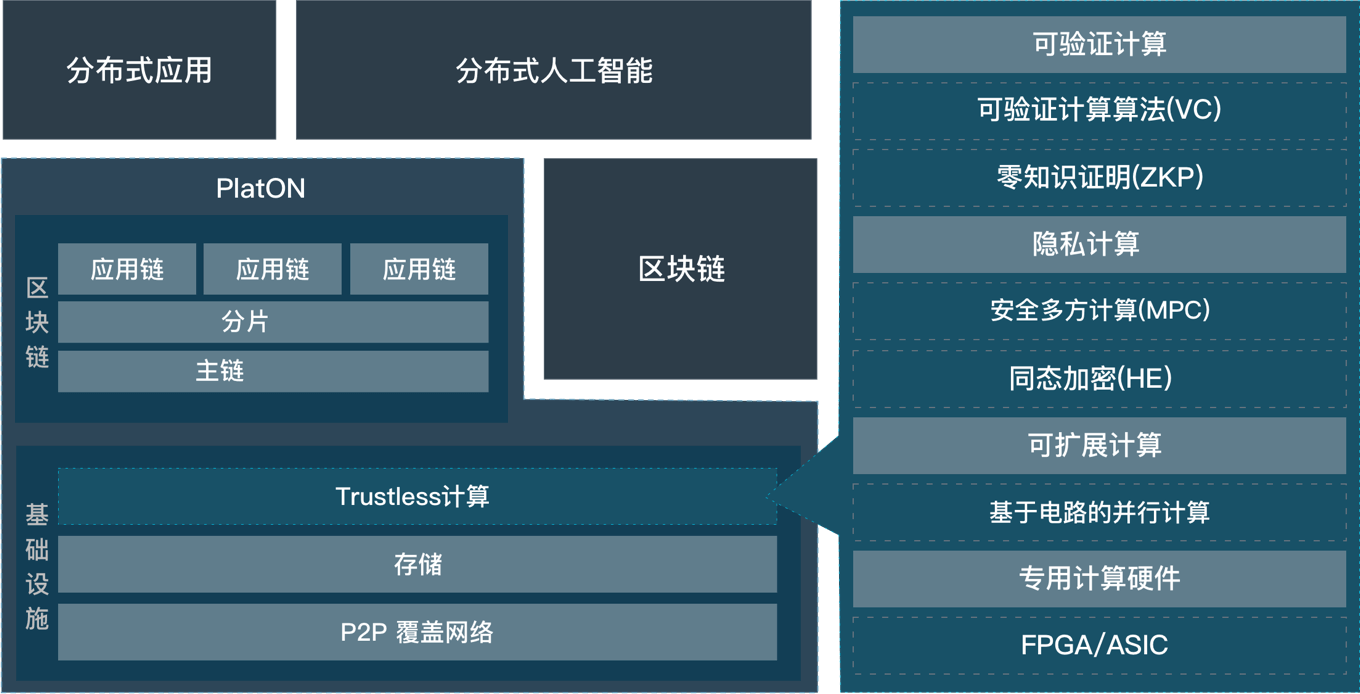 分布式应用
分布式人工智能
PlatON
区块链
应用链
应用链
应用链
分片
主链
区块链
基础设施
Trustless计算
存储
P2P 覆盖网络
可验证计算
可验证计算算法(VC)
零知识证明(ZKP)
隐私计算
安全多方计算(MPC)
同态加密(HE)
可扩展计算
基于电路的并行计算
专用计算硬件
FPGA/ASIC